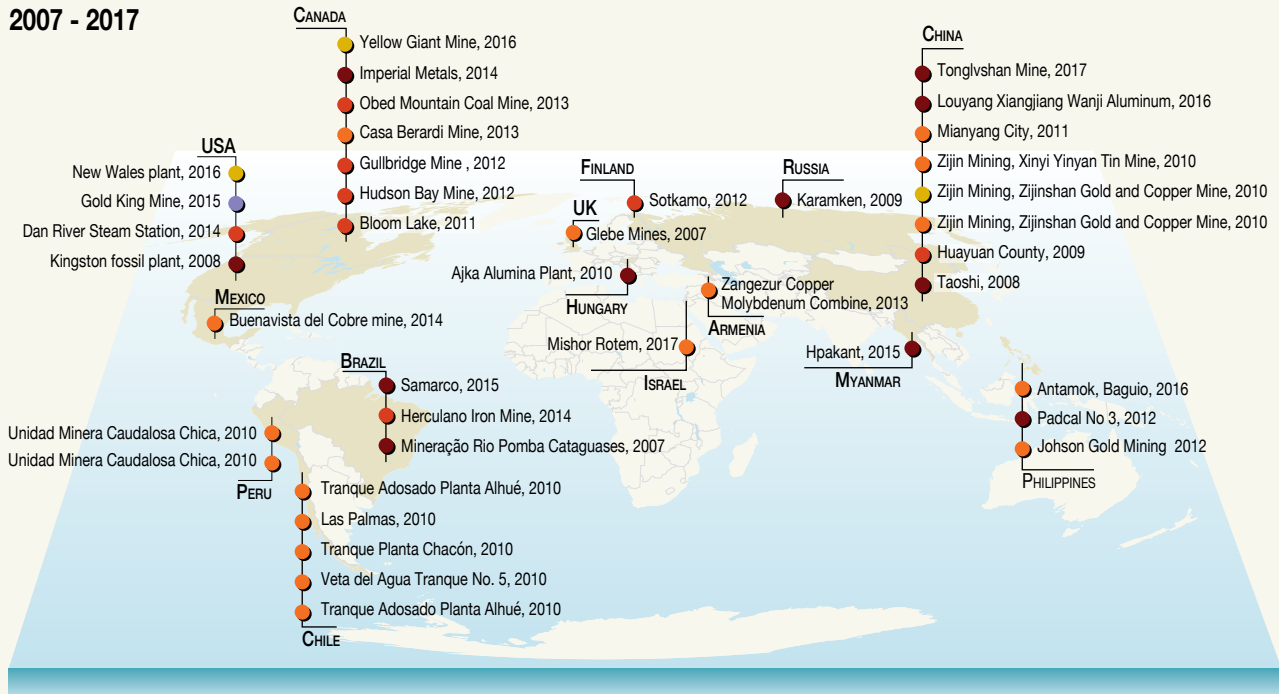 2007 - 2017
CANADA
Yellow Giant Mine, 2016
Imperial Metals, 2014
Obed Mountain Coal Mine, 2013
Casa Berardi Mine, 2013
Gullbridge Mine , 2012
Hudson Bay Mine, 2012
Bloom Lake, 2011
USA
New Wales plant, 2016
Gold King Mine, 2015
Dan River Steam Station, 2014
Kingston fossil plant, 2008
MEXICO
Buenavista del Cobre mine, 2014
BRAZIL
Samarco, 2015
Herculano Iron Mine, 2014
Mineração Rio Pomba Cataguases, 2007
Unidad Minera Caudalosa Chica, 2010
Unidad Minera Caudalosa Chica, 2010
PERU
Tranque Adosado Planta Alhué, 2010
Las Palmas, 2010
Tranque Planta Chacón, 2010
Veta del Agua Tranque No. 5, 2010
Tranque Adosado Planta Alhué, 2010
CHILE
FINLAND
Sotkamo, 2012
UK
Glebe Mines, 2007
Ajka Alumina Plant, 2010
HUNGARY
RUSSIA
Karamken, 2009
Zangezur Copper
Molybdenum Combine, 2013
ARMENIA
Mishor Rotem, 2017
ISRAEL
CHINA
Tonglvshan Mine, 2017
Louyang Xiangjiang Wanji Aluminum, 2016
Mianyang City, 2011
Zijin Mining, Xinyi Yinyan Tin Mine, 2010
Zijin Mining, Zijinshan Gold and Copper Mine, 2010
Zijin Mining, Zijinshan Gold and Copper Mine, 2010
Huayuan County, 2009
Taoshi, 2008
Hpakant, 2015
MYANMAR
Antamok, Baguio, 2016
Padcal No 3, 2012
Johson Gold Mining 2012
PHILIPPINES